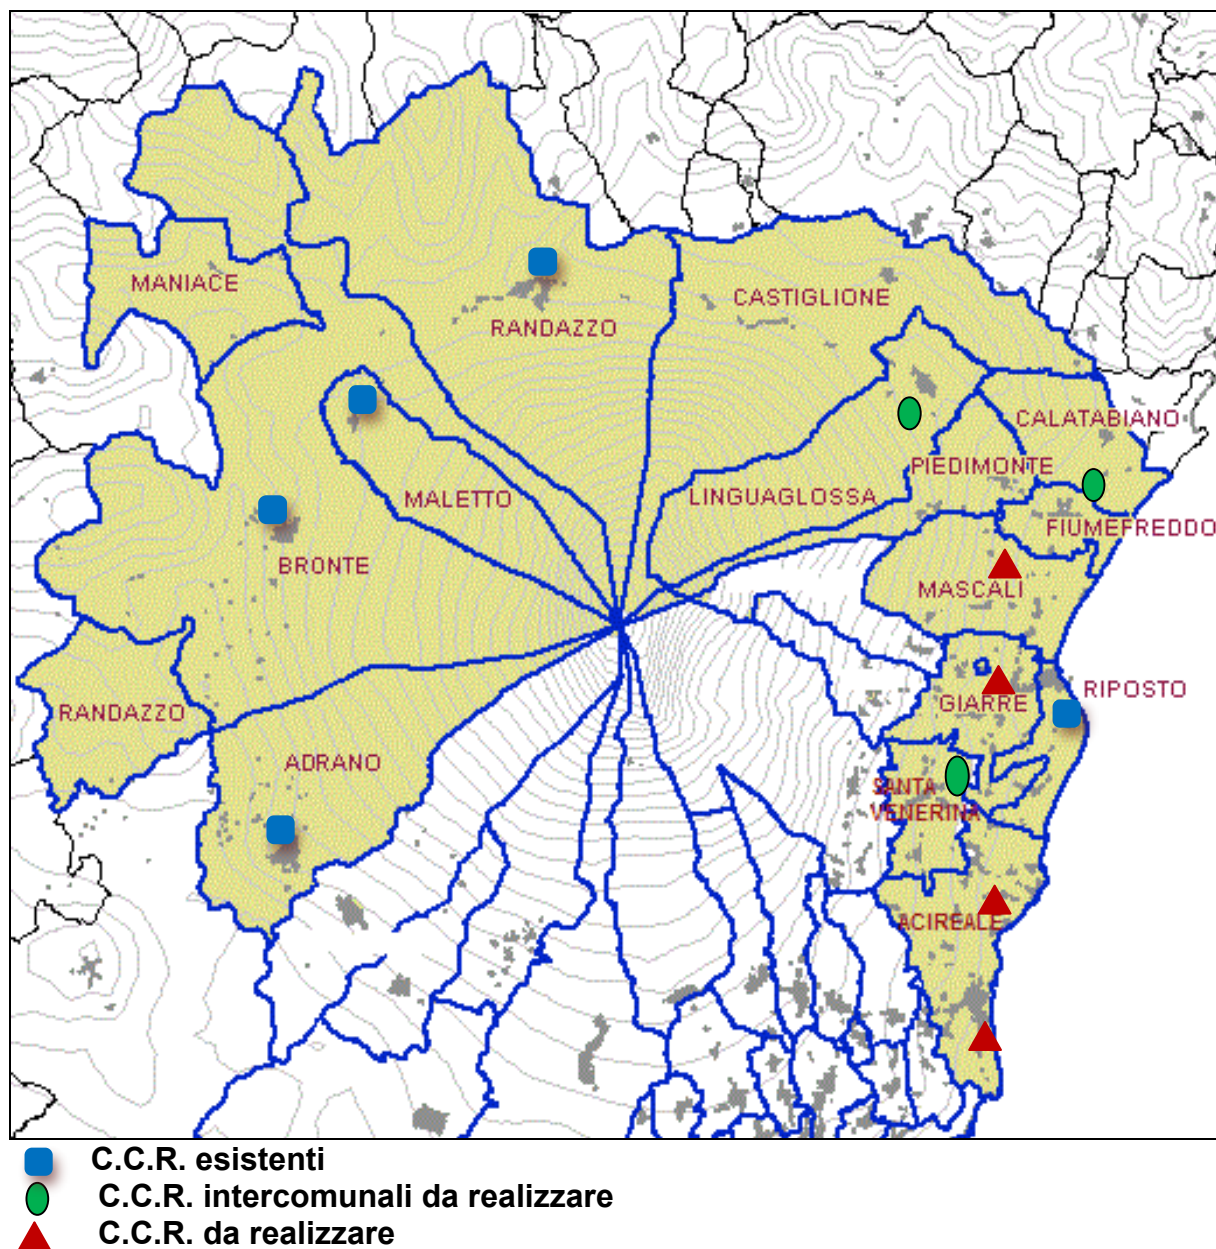 MANIACE
CASTIGLIONE
RANDAZZO
CALATABIANO
PIEDIMONTE
MALETTO
LINGUAGLOSSA
FIUMEFREDDO
BRONTE
MASCALI
RIPOSTO
GIARRE
RANDAZZO
ADRANO
SANTA
VENERINA
ACIREALE
C.C.R. esistenti
C.C.R. intercomunali da realizzare
C.C.R. da realizzare